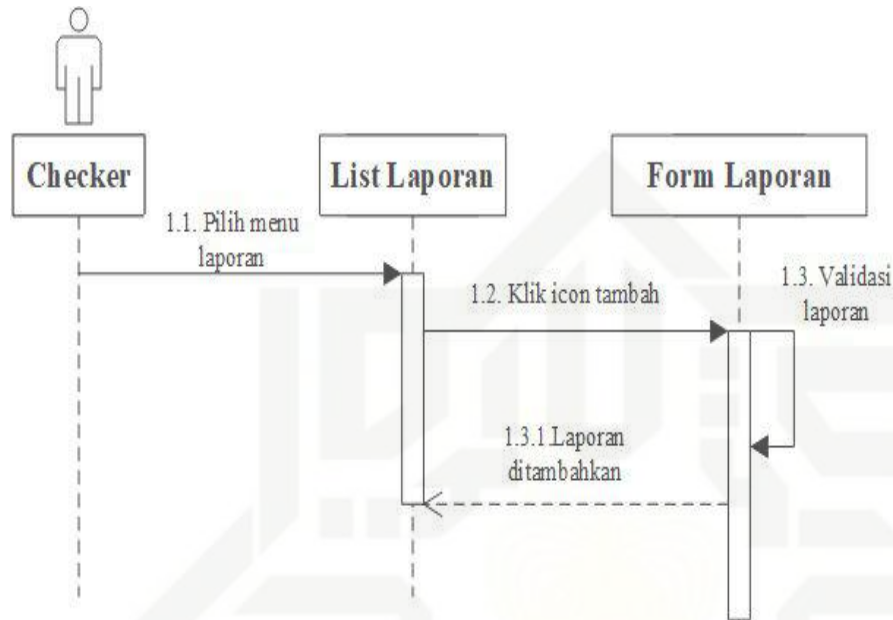 Checker
List Laporan
Form Laporan
1.1. Pilih menu
laporan
1.2. Klik icon tambah
1.3. Validasi
laporan
1.3.1.Laporan
ditambahkan